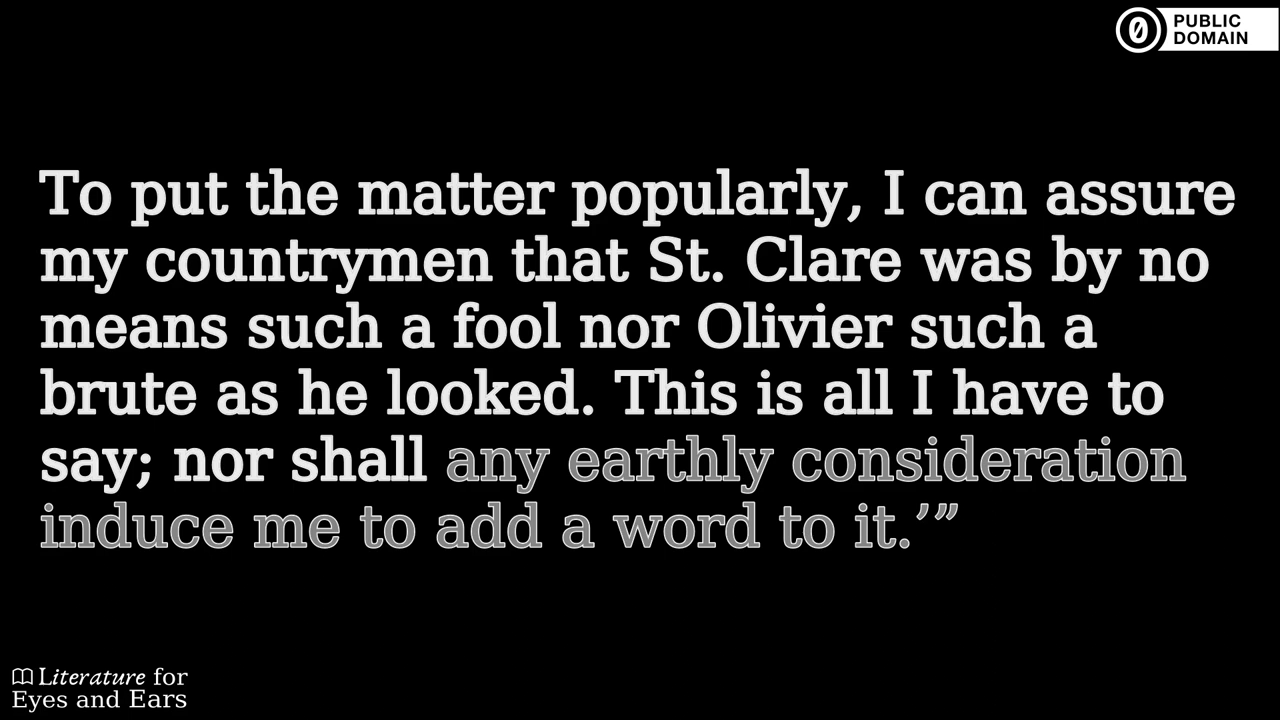 PUBLIC
DOMAIN
To put the matter popularly, I can assure
my countrymen that St. Clare was by no
means such a fool nor Olivier such a
brute as he looked. This is all I have to
say; nor shall any earthly consideration
induce me to add a word to it.’”
Literature for
Eyes and Ears